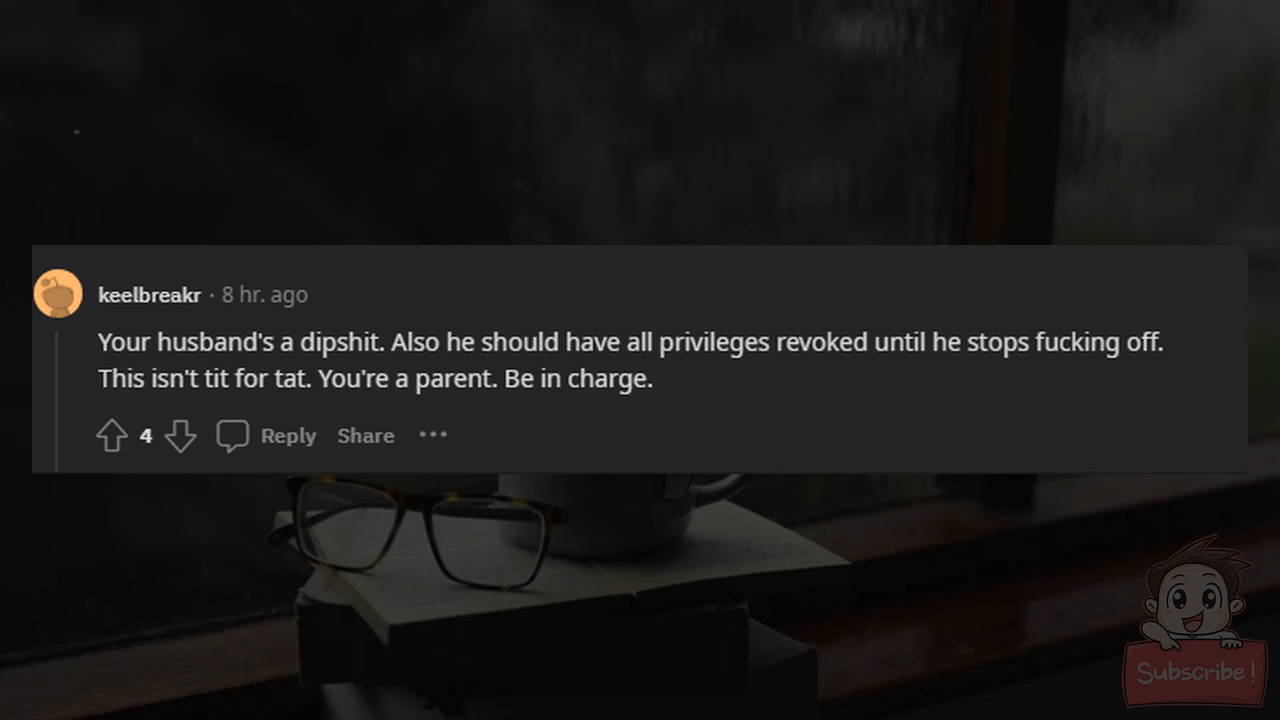 keelbreakr · 8 hr. ago
Your husband's a dipshit. Also he should have all privileges revoked until he stops fucking off.
This isn't tit for tat. You're a parent. Be in charge.
4 Reply Share ···
Subscribe!